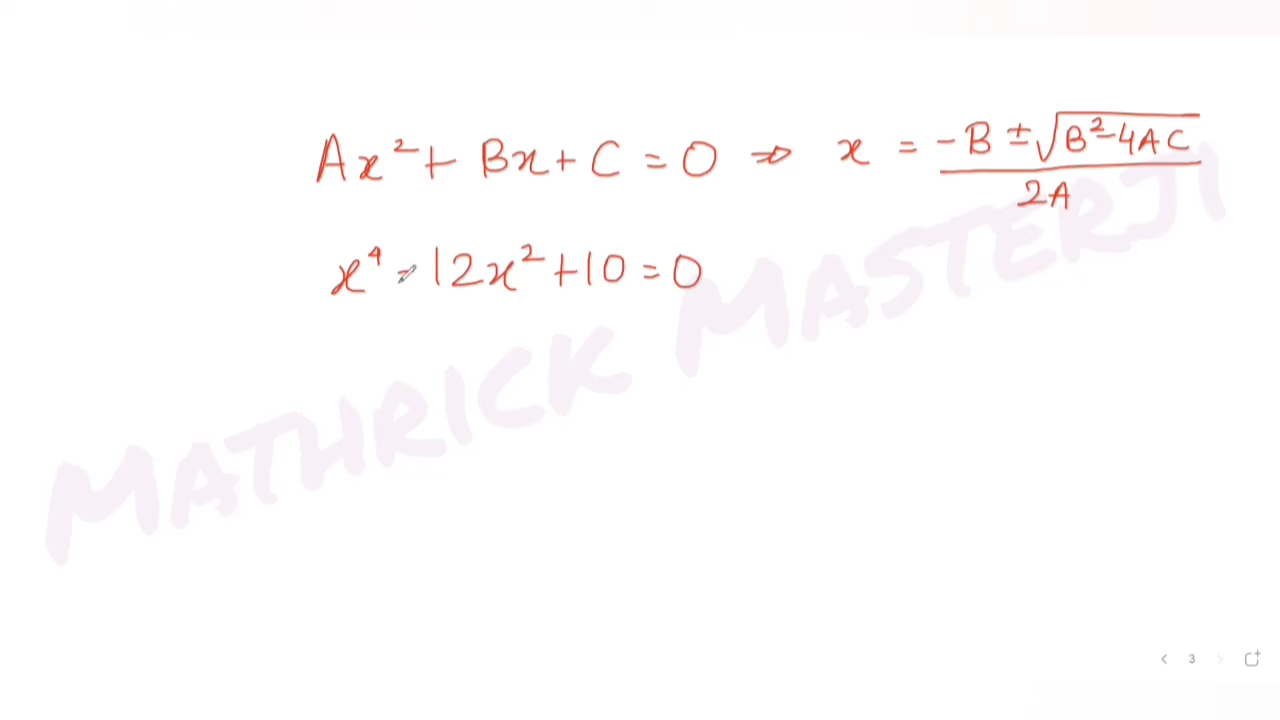 Ax² + Bx + C = 0 ⇒ x = (-B ± √(B² - 4AC)) / 2A
x⁴ - 12x² + 10 = 0
MATHRICK MASTERJI
< 3 >